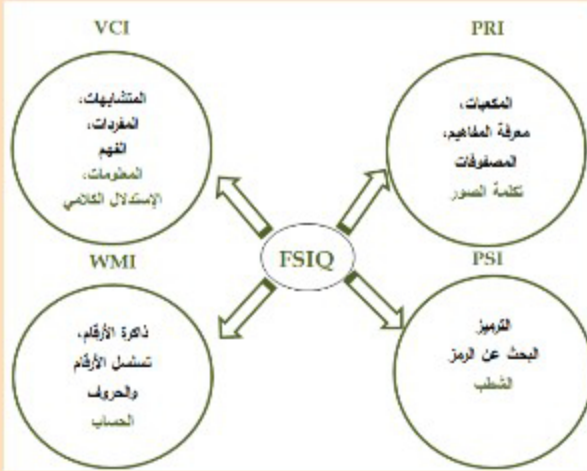 VCI
المتشابهات،
المفردات،
الفهم
المعلومات،
الإستدلال الكلامي
PRI
المكعبات،
معرفة المفاهيم،
المصفوفات
تكلمة الصور
FSIQ
WMI
ذاكرة الأرقام،
تسلسل الأرقام
والحروف
الحساب
PSI
الترميز
البحث عن الرمز
الشطب